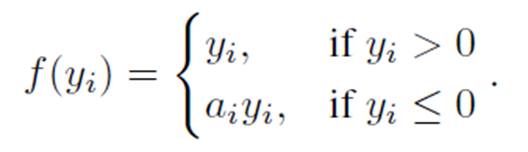 f(y_i) = { y_i, if y_i > 0
a_i y_i, if y_i ≤ 0 .